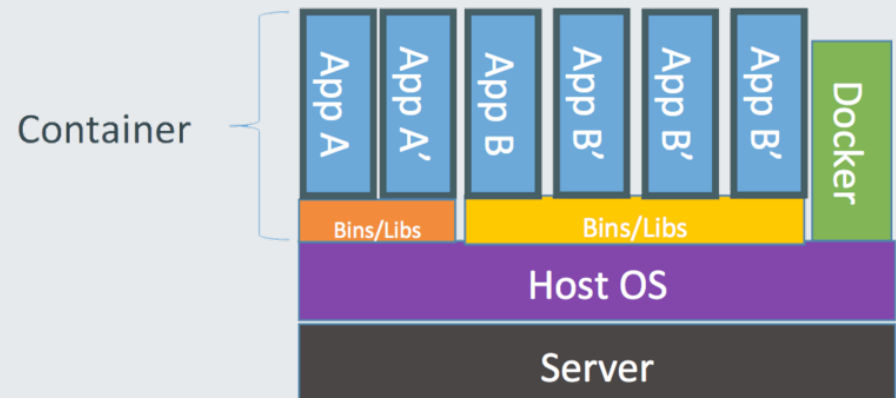 Container
App A
App A’
App B
App B’
App B’
App B’
Docker
Bins/Libs
Bins/Libs
Host OS
Server